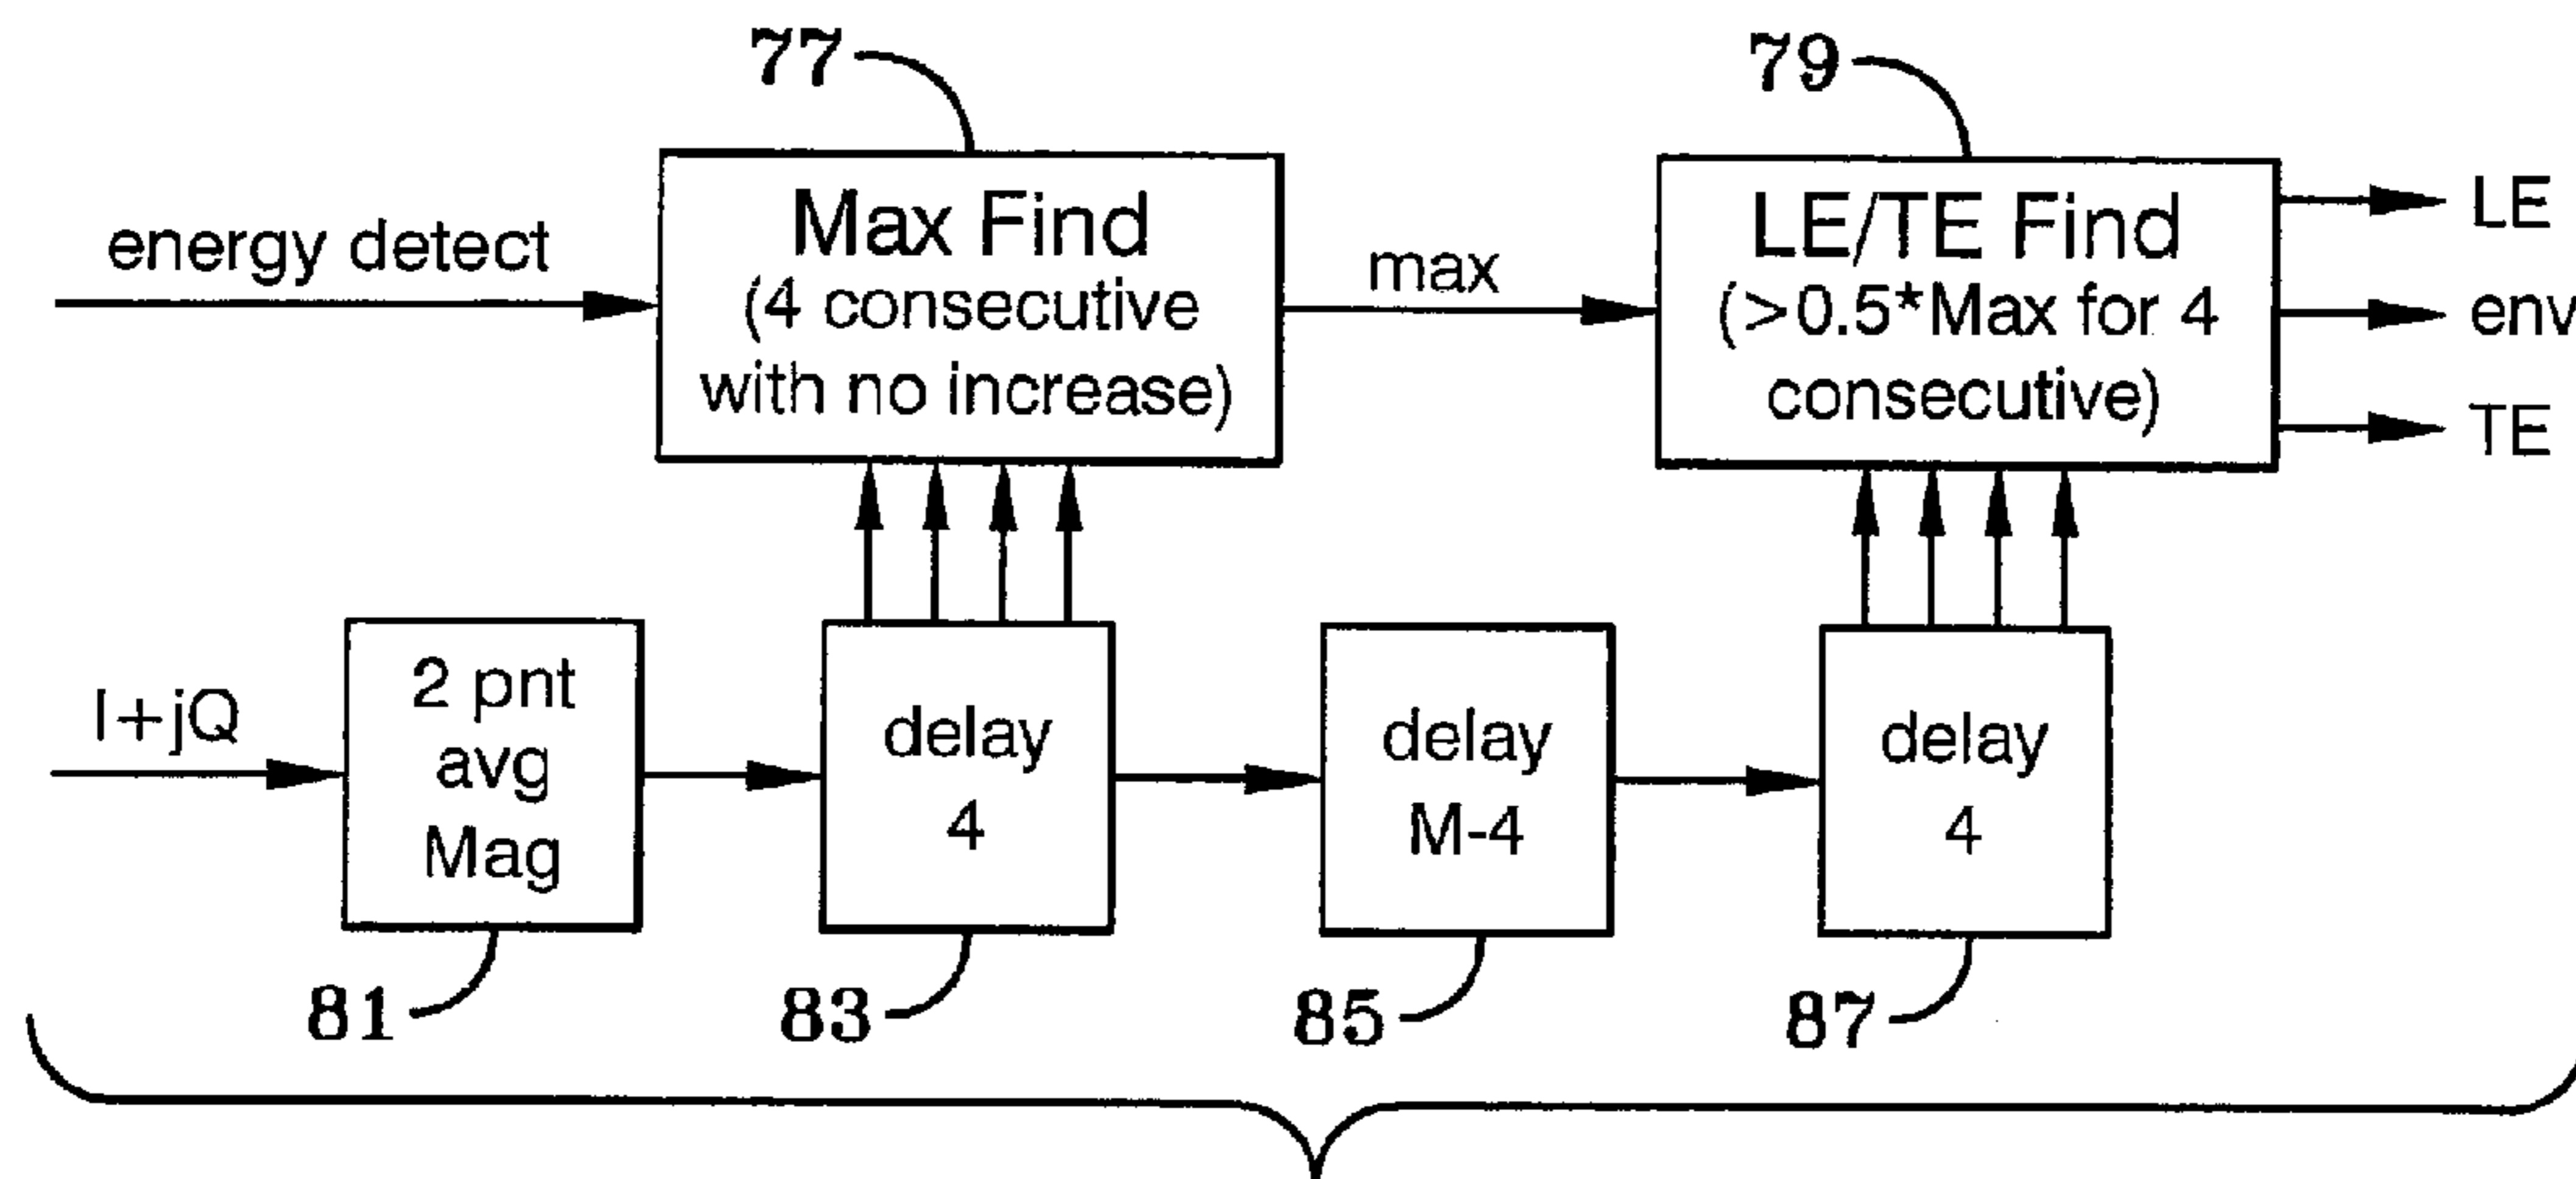 77
79
energy detect
Max Find
(4 consecutive
with no increase)
max
LE/TE Find
(>0.5*Max for 4
consecutive)
LE
env
TE
I+jQ
2 pnt
avg
Mag
delay
4
delay
M-4
delay
4
81
83
85
87